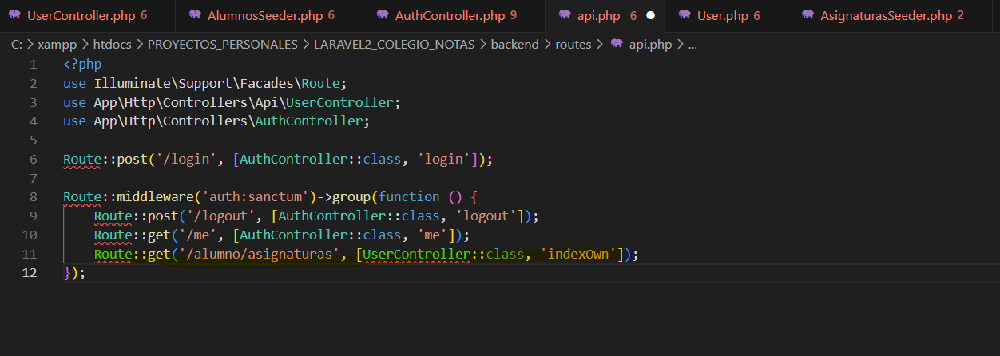 UserController.php 6 AlumnosSeeder.php 6 AuthController.php 9 api.php 6 User.php 6 AsignaturasSeeder.php 2
C: > xampp > htdocs > PROYECTOS_PERSONALES > LARAVEL2_COLEGIO_NOTAS > backend > routes > api.php > ...
1 <?php
2 use Illuminate\Support\Facades\Route;
3 use App\Http\Controllers\Api\UserController;
4 use App\Http\Controllers\AuthController;
5
6 Route::post('/login', [AuthController::class, 'login']);
7
8 Route::middleware('auth:sanctum')->group(function () {
9     Route::post('/logout', [AuthController::class, 'logout']);
10     Route::get('/me', [AuthController::class, 'me']);
11     Route::get('/alumno/asignaturas', [UserController::class, 'indexOwn']);
12 });